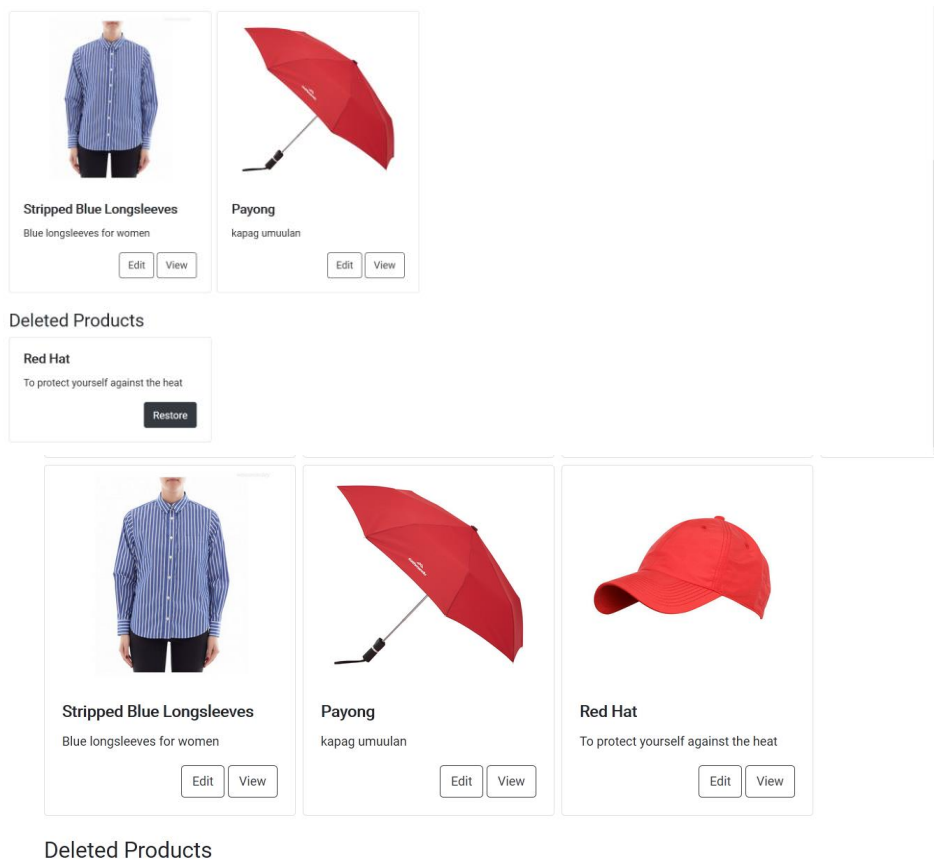 Stripped Blue Longsleeves
Blue longsleeves for women
Edit View
Payong
kapag umuulan
Edit View
Deleted Products
Red Hat
To protect yourself against the heat
Restore
Stripped Blue Longsleeves
Blue longsleeves for women
Edit View
Payong
kapag umuulan
Edit View
Red Hat
To protect yourself against the heat
Edit View
Deleted Products